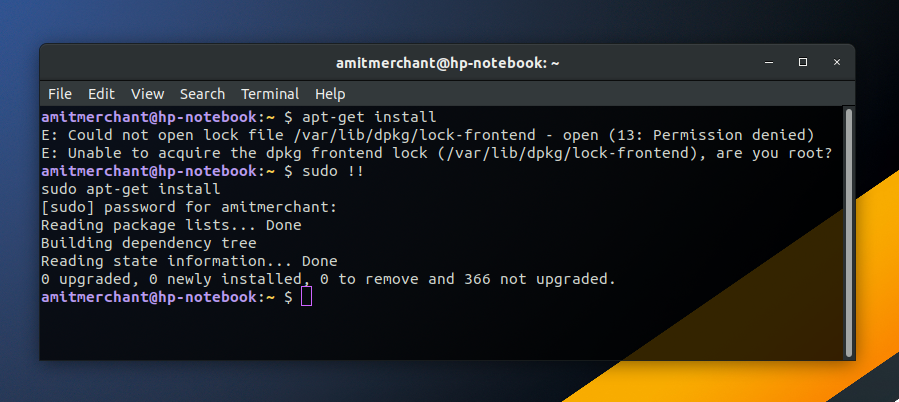 amitmerchant@hp-notebook: ~
File Edit View Search Terminal Help
amitmerchant@hp-notebook:~ $ apt-get install
E: Could not open lock file /var/lib/dpkg/lock-frontend - open (13: Permission denied)
E: Unable to acquire the dpkg frontend lock (/var/lib/dpkg/lock-frontend), are you root?
amitmerchant@hp-notebook:~ $ sudo !!
sudo apt-get install
[sudo] password for amitmerchant:
Reading package lists... Done
Building dependency tree
Reading state information... Done
0 upgraded, 0 newly installed, 0 to remove and 366 not upgraded.
amitmerchant@hp-notebook:~ $